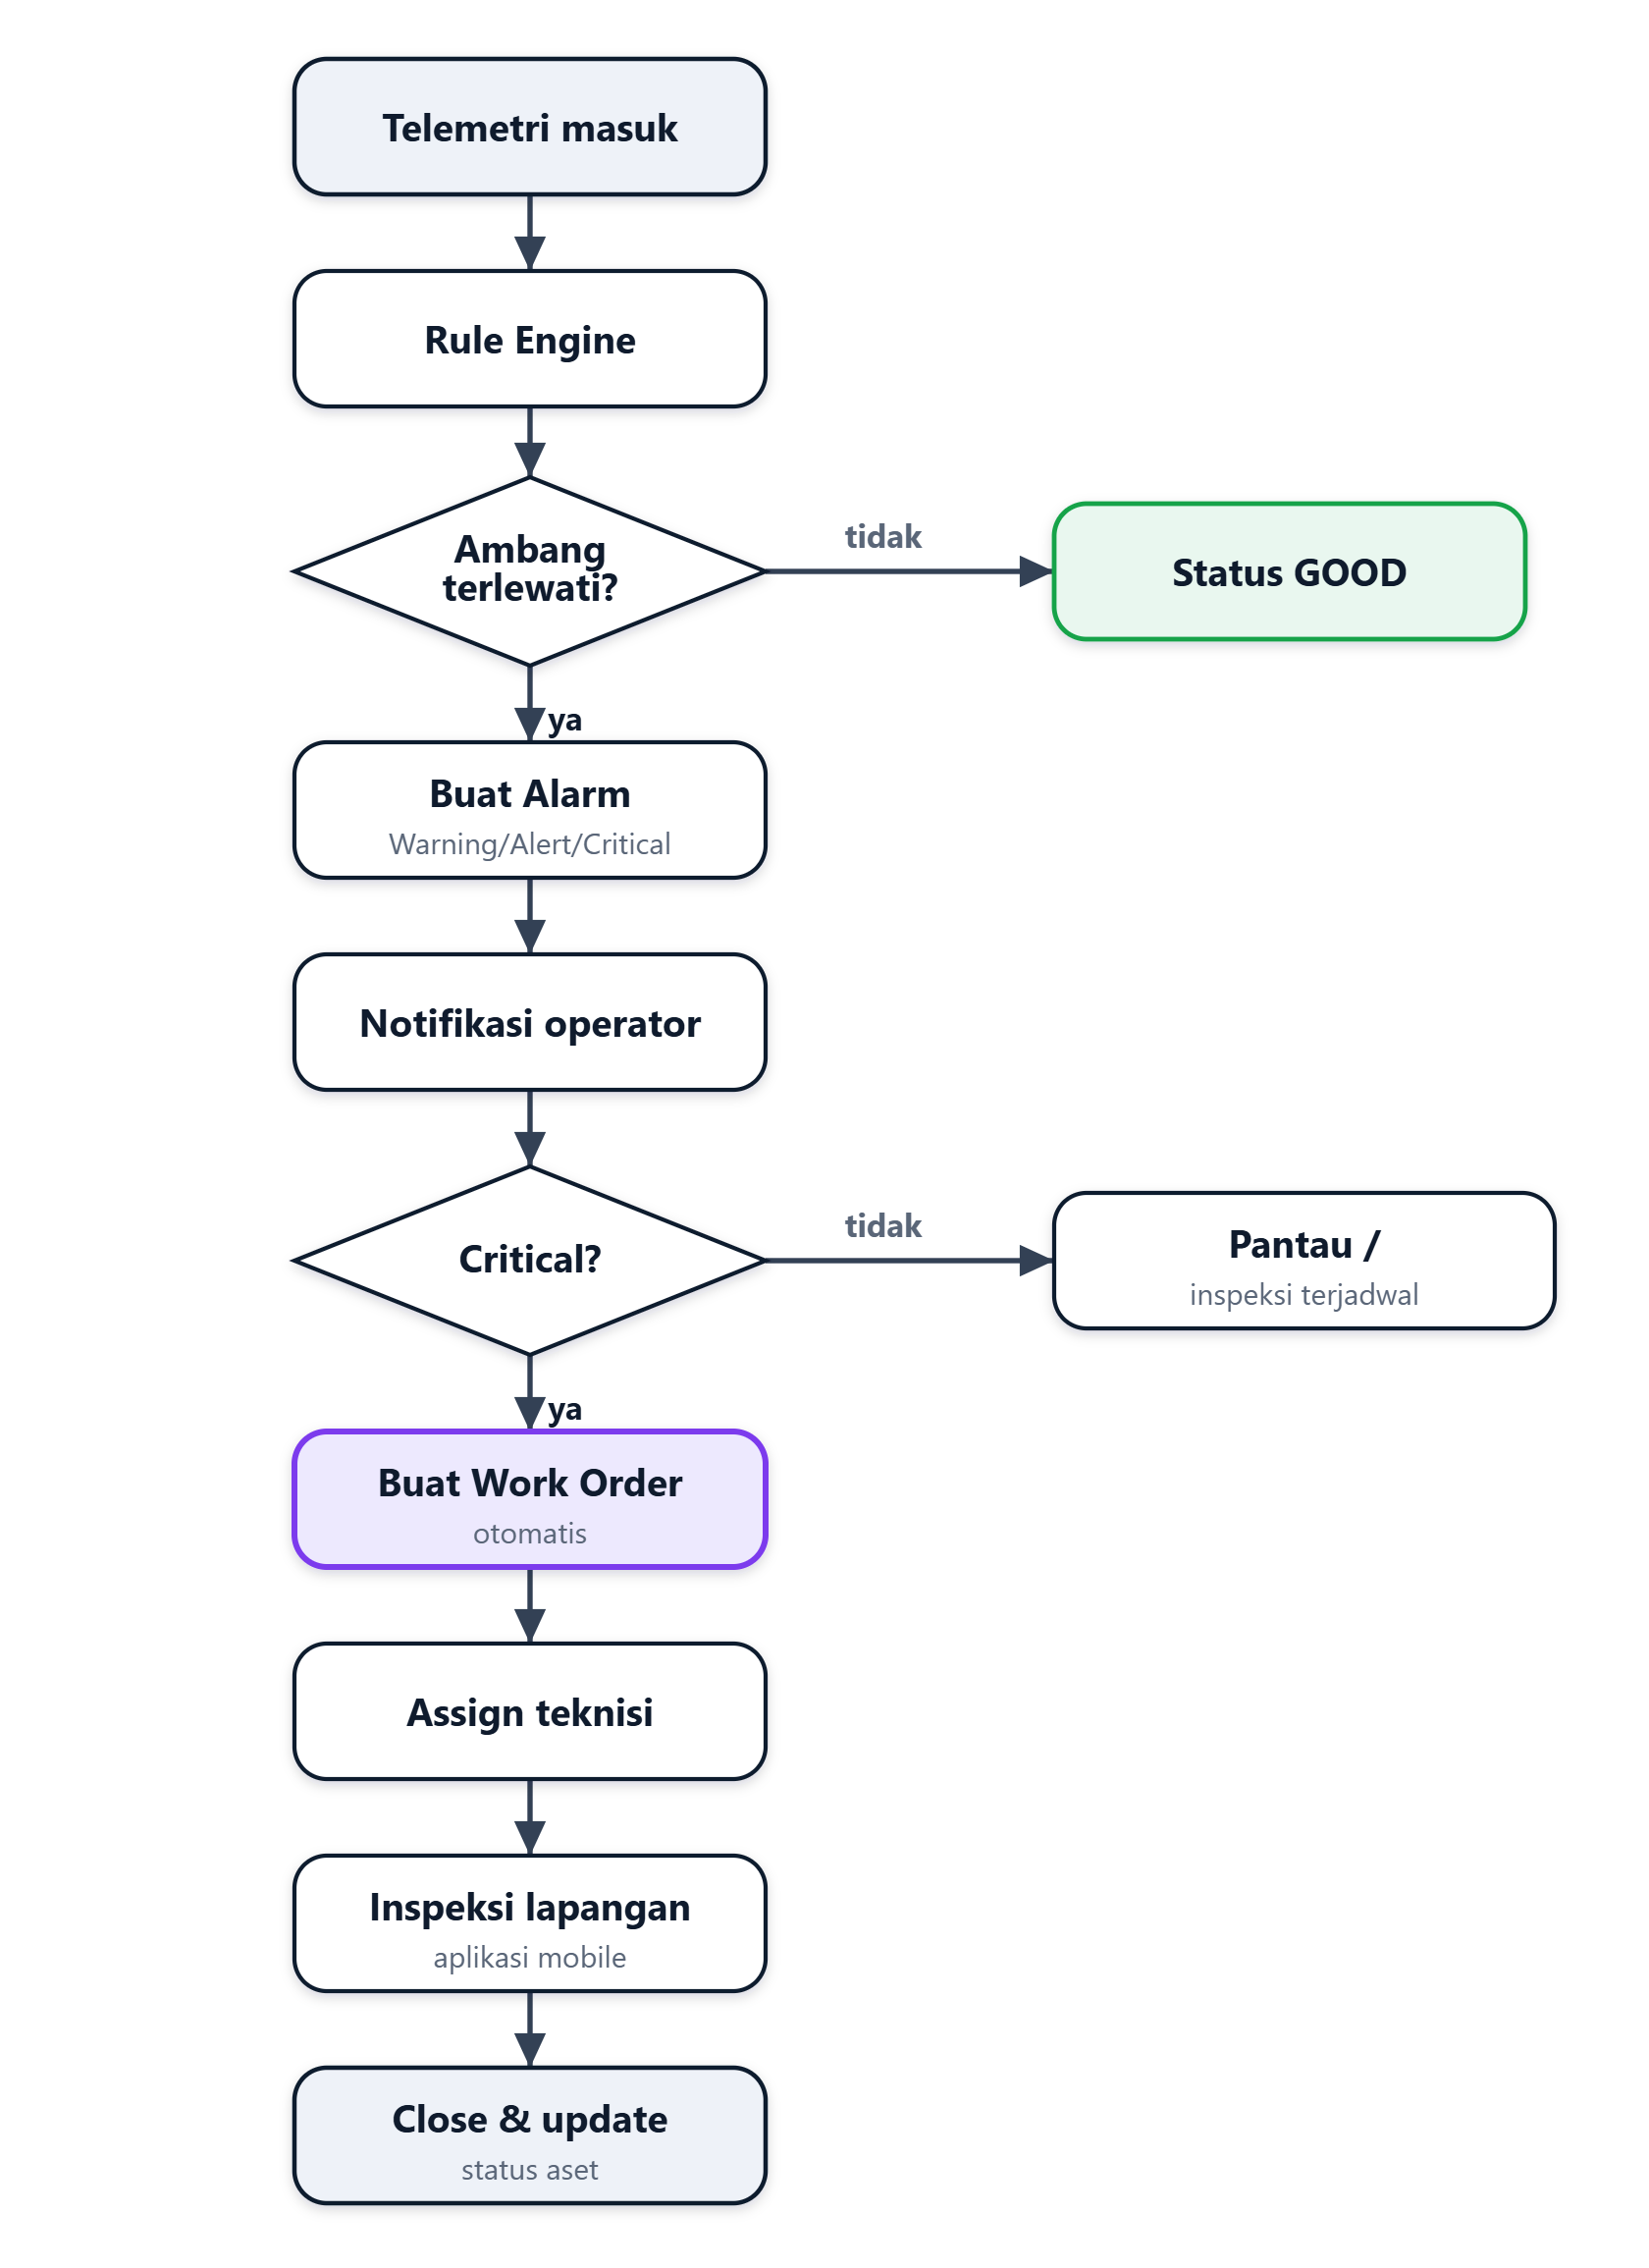 Telemetri masuk
Rule Engine
Ambang
terlewati?
tidak
Status GOOD
ya
Buat Alarm
Warning/Alert/Critical
Notifikasi operator
Critical?
tidak
Pantau /
inspeksi terjadwal
ya
Buat Work Order
otomatis
Assign teknisi
Inspeksi lapangan
aplikasi mobile
Close & update
status aset